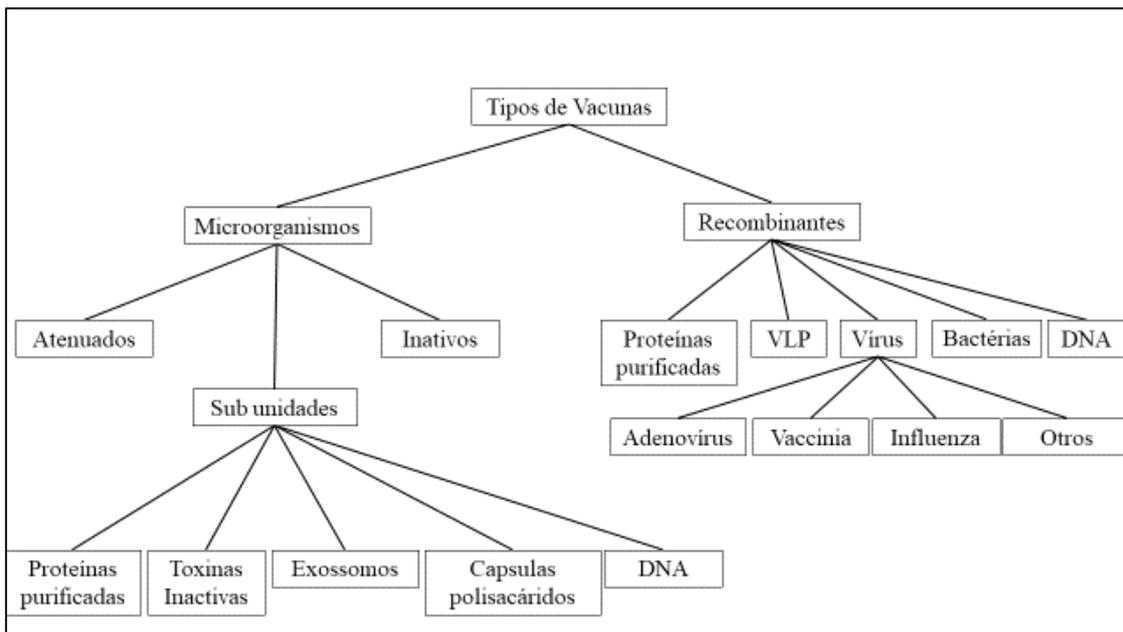 Tipos de Vacunas
Microorganismos
Recombinantes
Atenuados
Inativos
Proteínas
purificadas
VLP
Vírus
Bactérias
DNA
Sub unidades
Adenovírus
Vaccinia
Influenza
Otros
Proteínas
purificadas
Toxinas
Inactivas
Exossomos
Capsulas
polisacáridos
DNA